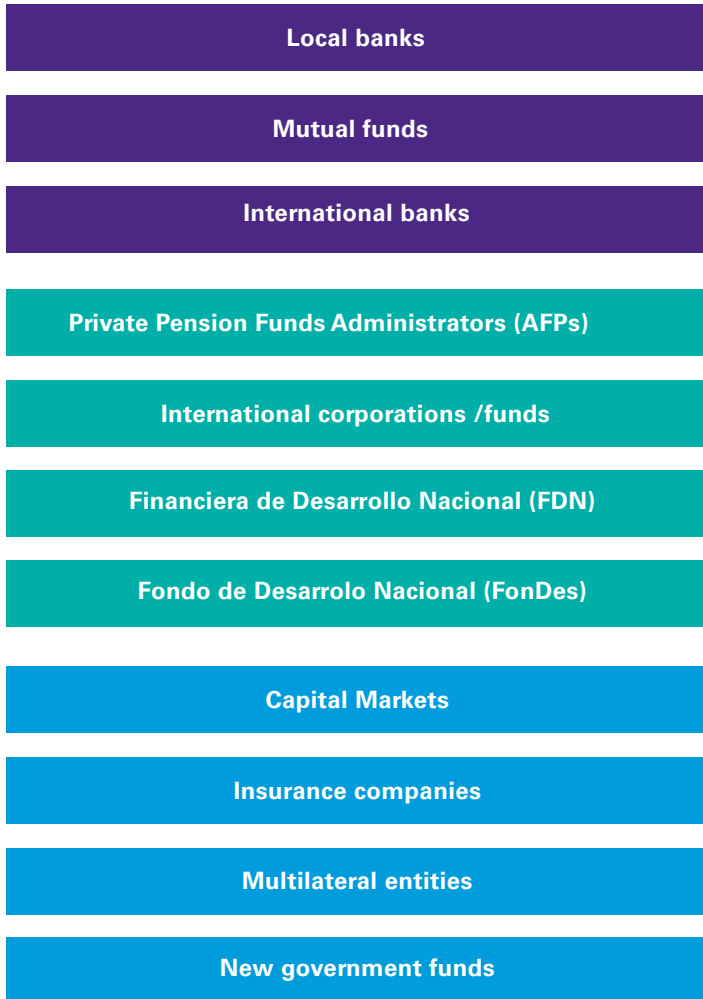 Local banks
Mutual funds
International banks
Private Pension Funds Administrators (AFPs)
International corporations /funds
Financiera de Desarrollo Nacional (FDN)
Fondo de Desarrolo Nacional (FonDes)
Capital Markets
Insurance companies
Multilateral entities
New government funds